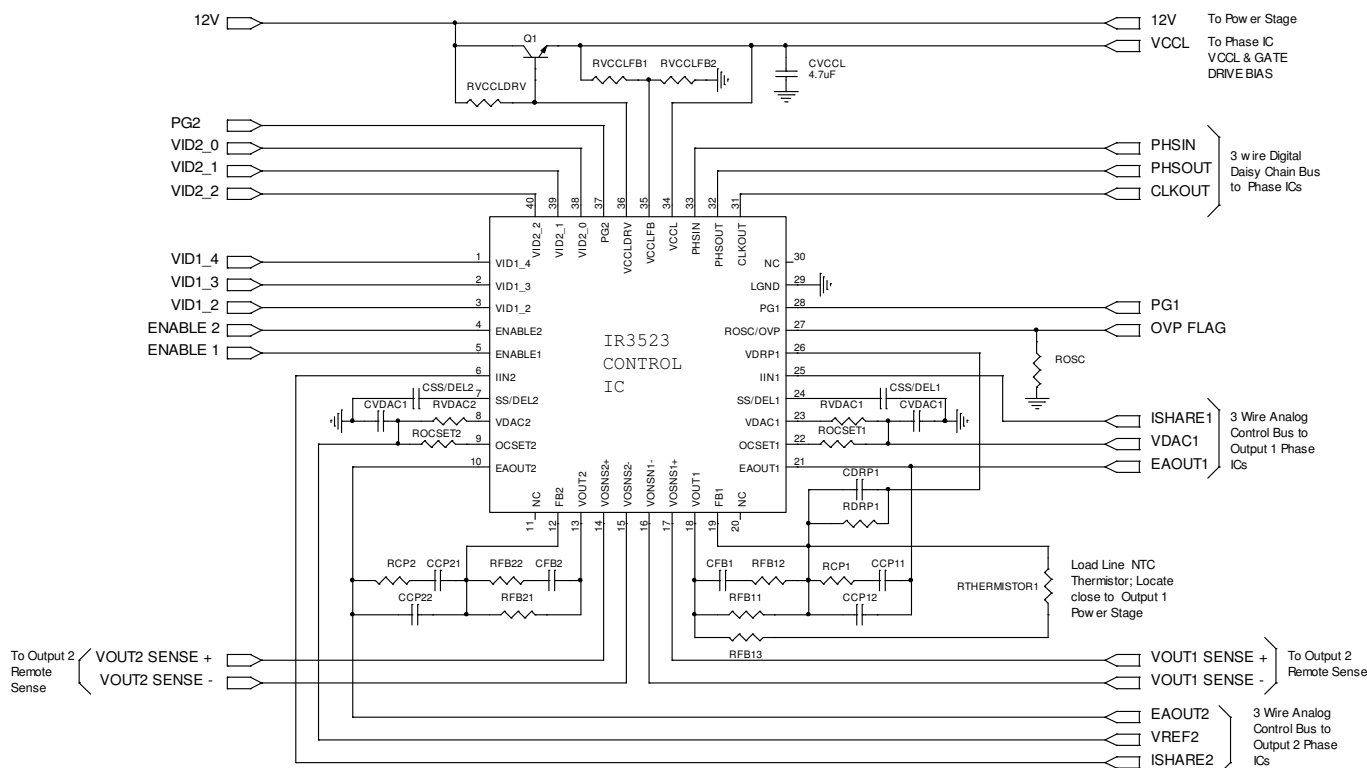 12V
12V
To Power Stage
Q1
VCCL
To Phase IC
VCCL & GATE
DRIVE BIAS
RVCCLFB1
RVCCLFB2
CVCCL
4.7uF
RVCCLDRV
PG2
VID2_0
VID2_1
VID2_2
PHSIN
PHSOUT
CLKOUT
3 wire Digital
Daisy Chain Bus
to Phase ICs
40
39
38
37
36
35
34
33
32
31
VID2_2
VID2_1
VID2_0
PG2
VCCLDRV
VCCLFB
VCCL
PHSIN
PHSOUT
CLKOUT
VID1_4
VID1_3
VID1_2
ENABLE 2
ENABLE 1
1
2
3
4
5
6
7
8
9
10
VID1_4
VID1_3
VID1_2
ENABLE2
ENABLE1
IIN2
SS/DEL2
VDAC2
OCSET2
EAOUT2
IR3523
CONTROL
IC
NC
LGND
PG1
ROSC/OVP
VDRP1
IIN1
SS/DEL1
VDAC1
OCSET1
EAOUT1
30
29
28
27
26
25
24
23
22
21
PG1
OVP FLAG
ROSC
CSS/DEL2
CVDAC1
RVDAC2
ROCSET2
CSS/DEL1
RVDAC1
CVDAC1
ROCSET1
ISHARE1
VDAC1
EAOUT1
3 Wire Analog
Control Bus to
Output 1 Phase
ICs
NC
FB2
VOUT2
VOSNS2+
VOSNS2-
VONSN1-
VOSNS1+
VOUT1
FB1
NC
11
12
13
14
15
16
17
18
19
20
CDRP1
RDRP1
RCP2
CCP21
RFB22
CFB2
CCP22
RFB21
CFB1
RFB12
RCP1
CCP11
RFB11
CCP12
RFB13
RTHERMISTOR1
Load Line NTC
Thermistor; Locate
close to Output 1
Power Stage
To Output 2
Remote
Sense
VOUT2 SENSE +
VOUT2 SENSE -
VOUT1 SENSE +
VOUT1 SENSE -
To Output 2
Remote Sense
EAOUT2
VREF2
ISHARE2
3 Wire Analog
Control Bus to
Output 2 Phase
ICs